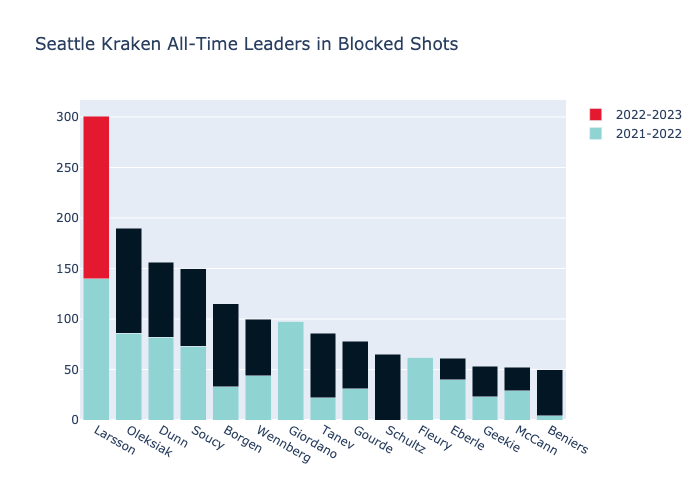 Seattle Kraken All-Time Leaders in Blocked Shots
2022-2023
2021-2022
300
250
200
150
100
50
0
Larsson
Oleksiak
Dunn
Soucy
Borgen
Wennberg
Giordano
Tanev
Gourde
Schultz
Fleury
Eberle
Geekie
McCann
Beniers